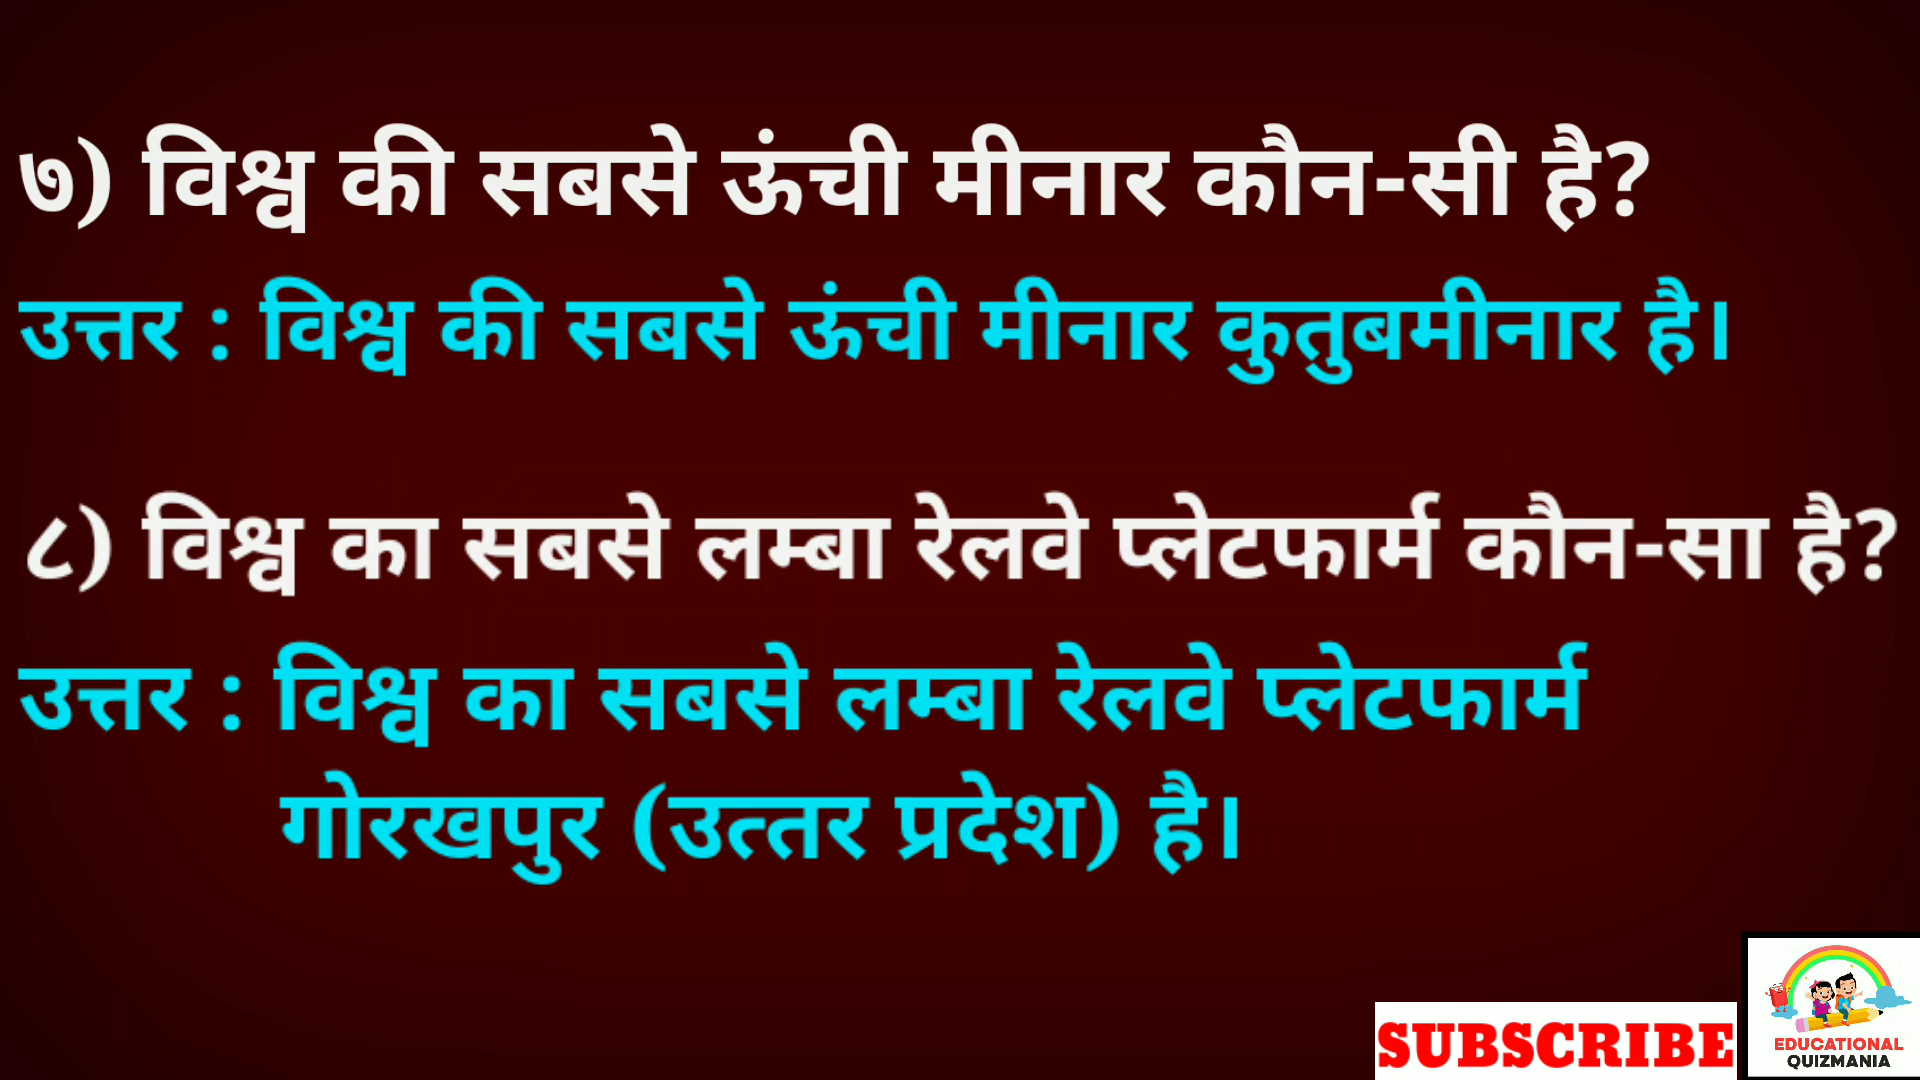 ७) विश्व की सबसे ऊंची मीनार कौन-सी है?
उत्तर : विश्व की सबसे ऊंची मीनार कुतुबमीनार है।
८) विश्व का सबसे लम्बा रेलवे प्लेटफार्म कौन-सा है?
उत्तर : विश्व का सबसे लम्बा रेलवे प्लेटफार्म
गोरखपुर (उत्तर प्रदेश) है।
SUBSCRIBE
EDUCATIONAL
QUIZMANIA